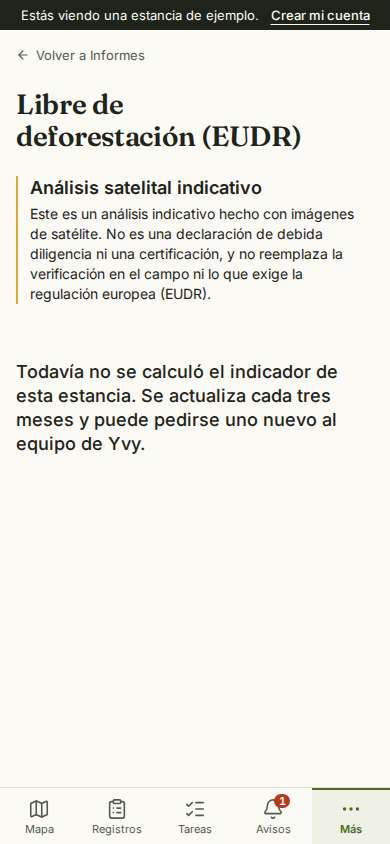 Estás viendo una estancia de ejemplo. Crear mi cuenta
Volver a Informes
Libre de
deforestación (EUDR)
Análisis satelital indicativo
Este es un análisis indicativo hecho con imágenes
de satélite. No es una declaración de debida
diligencia ni una certificación, y no reemplaza la
verificación en el campo ni lo que exige la
regulación europea (EUDR).
Todavía no se calculó el indicador de
esta estancia. Se actualiza cada tres
meses y puede pedirse uno nuevo al
equipo de Yvy.
1
Mapa Registros Tareas Avisos Más